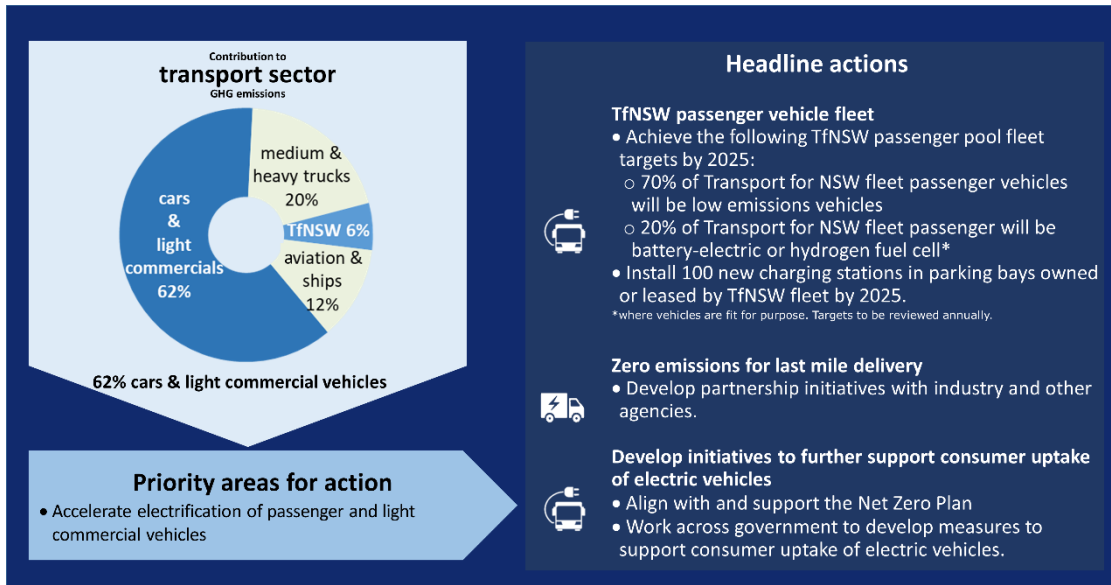 Contribution to
transport sector
GHG emissions
medium &
heavy trucks
20%
cars
&
light
commercials
62%
TfNSW 6%
aviation &
ships
12%
62% cars & light commercial vehicles
Priority areas for action
• Accelerate electrification of passenger and light
commercial vehicles
Headline actions
TfNSW passenger vehicle fleet
• Achieve the following TfNSW passenger pool fleet
targets by 2025:
o 70% of Transport for NSW fleet passenger vehicles
will be low emissions vehicles
o 20% of Transport for NSW fleet passenger will be
battery-electric or hydrogen fuel cell*
• Install 100 new charging stations in parking bays owned
or leased by TfNSW fleet by 2025.
*where vehicles are fit for purpose. Targets to be reviewed annually.
Zero emissions for last mile delivery
• Develop partnership initiatives with industry and other
agencies.
Develop initiatives to further support consumer uptake
of electric vehicles
• Align with and support the Net Zero Plan
• Work across government to develop measures to
support consumer uptake of electric vehicles.